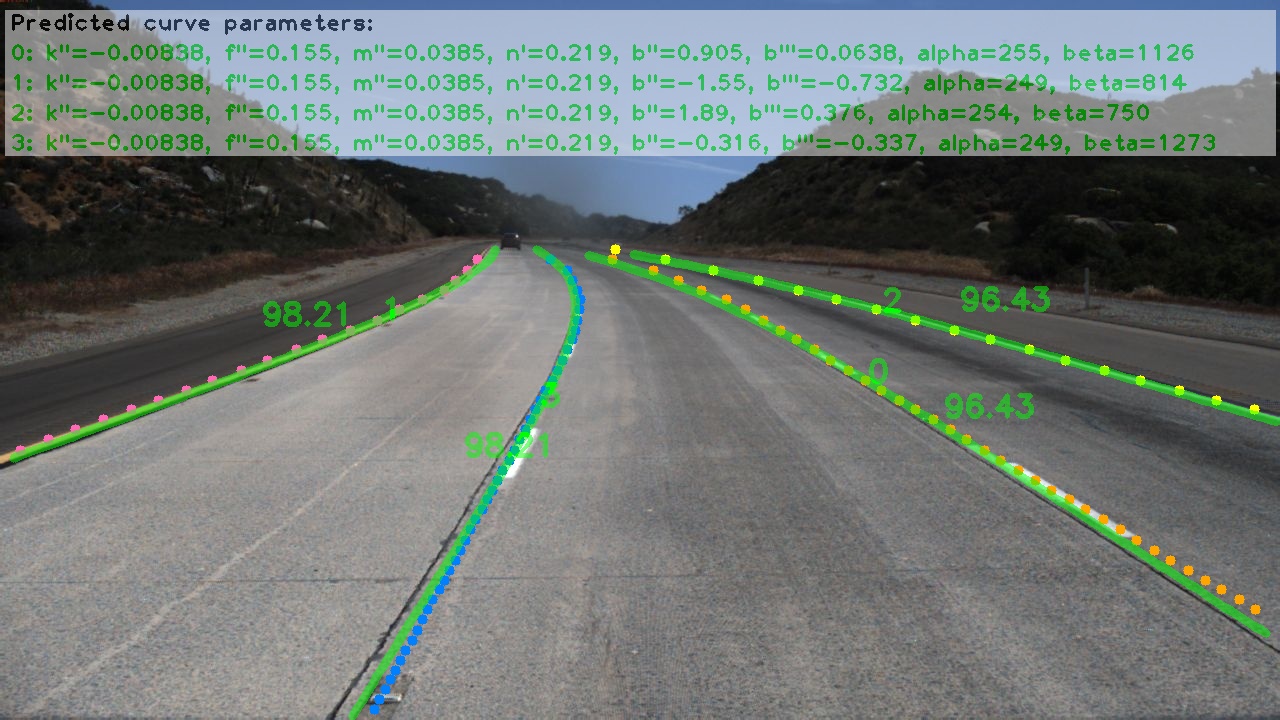 Predicted curve parameters:
0: k''=-0.00838, f''=0.155, m''=0.0385, n'=0.219, b''=0.905, b'''=0.0638, alpha=255, beta=1126
1: k''=-0.00838, f''=0.155, m''=0.0385, n'=0.219, b''=-1.55, b'''=-0.732, alpha=249, beta=814
2: k''=-0.00838, f''=0.155, m''=0.0385, n'=0.219, b''=1.89, b'''=0.376, alpha=254, beta=750
3: k''=-0.00838, f''=0.155, m''=0.0385, n'=0.219, b''=-0.316, b'''=-0.337, alpha=249, beta=1273
98.21 1 2 96.43
0
96.43
3
98.21